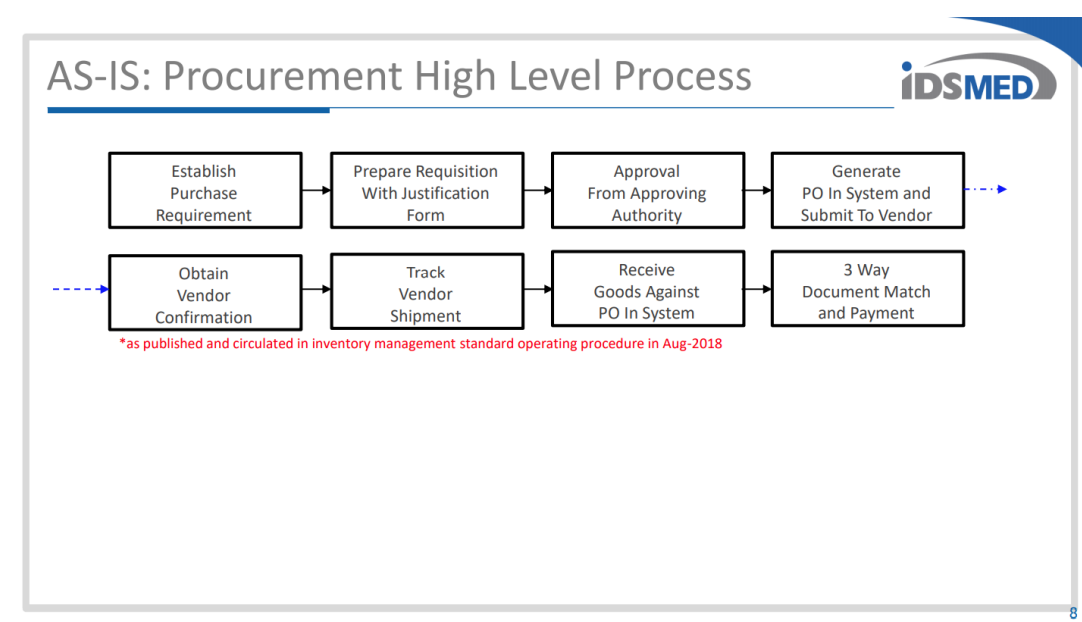 AS-IS: Procurement High Level Process
iDSMED
Establish
Purchase
Requirement
Prepare Requisition
With Justification
Form
Approval
From Approving
Authority
Generate
PO In System and
Submit To Vendor
Obtain
Vendor
Confirmation
Track
Vendor
Shipment
Receive
Goods Against
PO In System
3 Way
Document Match
and Payment
*as published and circulated in inventory management standard operating procedure in Aug-2018
8